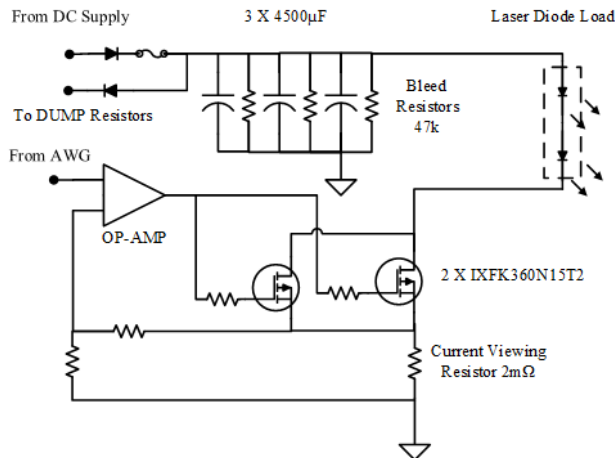 From DC Supply
3 X 4500µF
Laser Diode Load
Bleed
Resistors
47k
To DUMP Resistors
From AWG
OP-AMP
2 X IXFK360N15T2
Current Viewing
Resistor 2mΩ